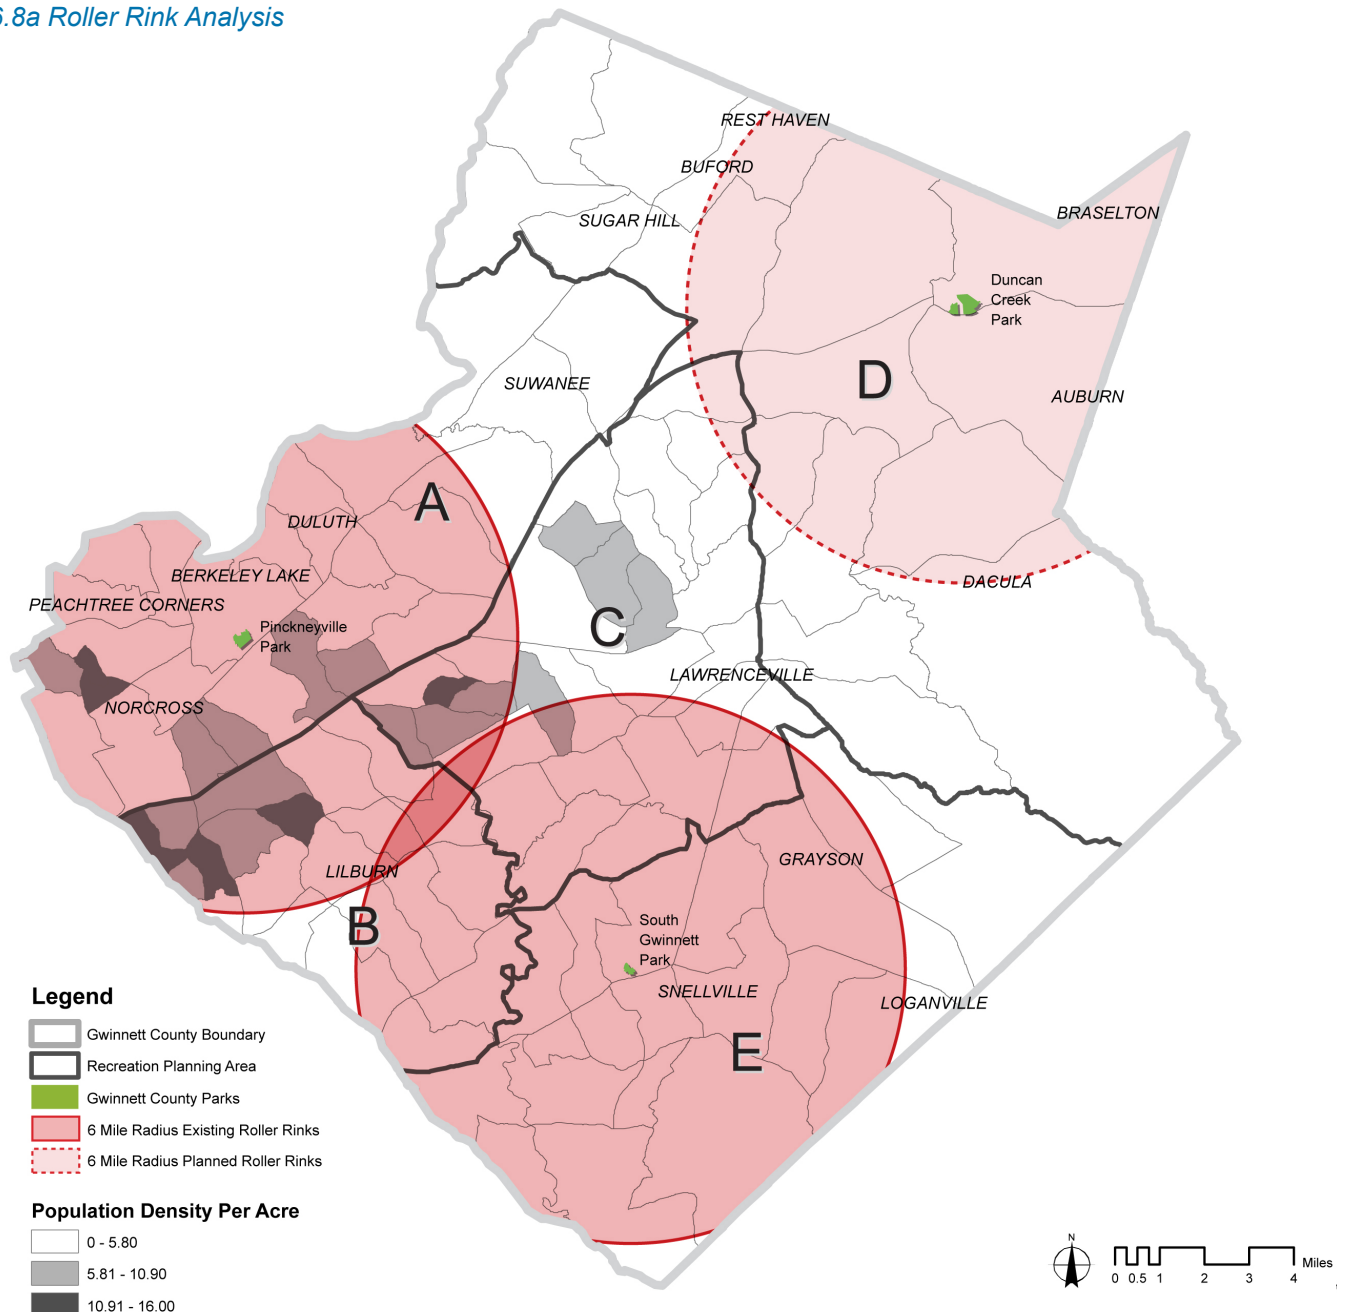 6.8a Roller Rink Analysis
REST HAVEN
BUFORD
SUGAR HILL
BRASELTON
Duncan
Creek
Park
D
SUWANEE
AUBURN
A
DULUTH
BERKELEY LAKE
PEACHTREE CORNERS
DACULA
C
Pinckneyville
Park
LAWRENCEVILLE
NORCROSS
GRAYSON
LILBURN
B
South
Gwinnett
Park
SNELLVILLE
LOGANVILLE
E
Legend
Gwinnett County Boundary
Recreation Planning Area
Gwinnett County Parks
6 Mile Radius Existing Roller Rinks
6 Mile Radius Planned Roller Rinks
Population Density Per Acre
0 - 5.80
5.81 - 10.90
10.91 - 16.00
N
Miles
0 0.5 1 2 3 4